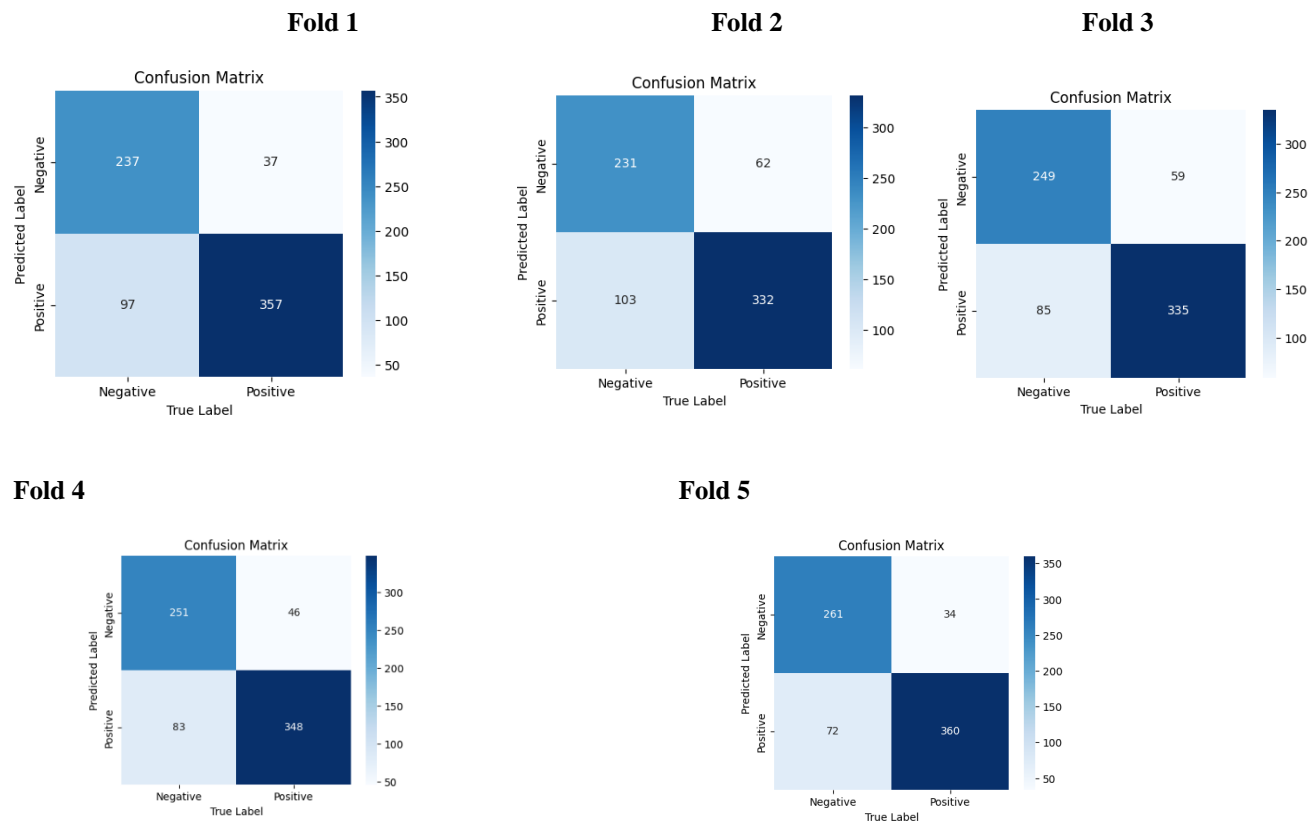 Fold 1
Fold 2
Fold 3
Confusion Matrix
Predicted Label
Negative
Positive
237 37
97 357
Negative Positive
True Label
350
300
250
200
150
100
50
Confusion Matrix
Predicted Label
Negative
Positive
231 62
103 332
Negative Positive
True Label
300
250
200
150
100
Confusion Matrix
Predicted Label
Negative
Positive
249 59
85 335
Negative Positive
True Label
300
250
200
150
100
Fold 4
Fold 5
Confusion Matrix
Predicted Label
Negative
Positive
251 46
83 348
Negative Positive
True Label
300
250
200
150
100
50
Confusion Matrix
Predicted Label
Negative
Positive
261 34
72 360
Negative Positive
True Label
350
300
250
200
150
100
50